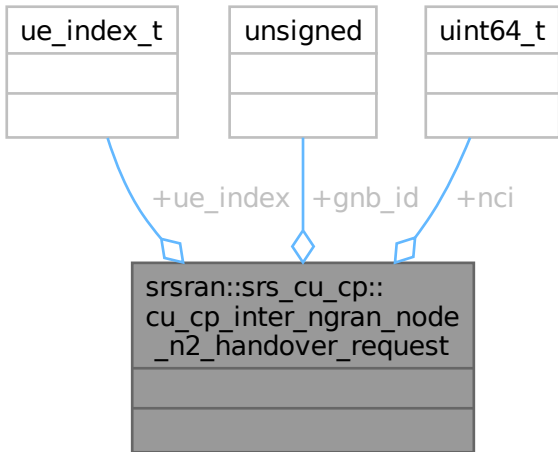 ue_index_t
unsigned
uint64_t
+ue_index
+gnb_id
+nci
srsran::srs_cu_cp::
cu_cp_inter_ngran_node
_n2_handover_request